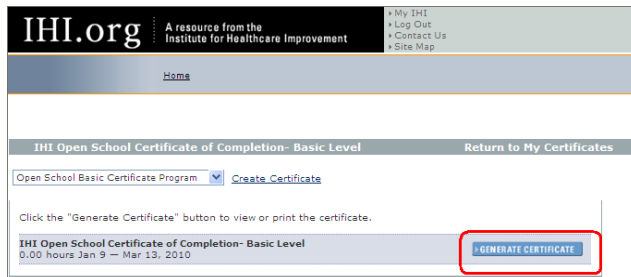 IHI.org
A resource from the
Institute for Healthcare Improvement
My IHI
Log Out
Contact Us
Site Map
Home
IHI Open School Certificate of Completion- Basic Level Return to My Certificates
Open School Basic Certificate Program Create Certificate
Click the "Generate Certificate" button to view or print the certificate.
IHI Open School Certificate of Completion- Basic Level
0.00 hours Jan 9 — Mar 13, 2010
GENERATE CERTIFICATE